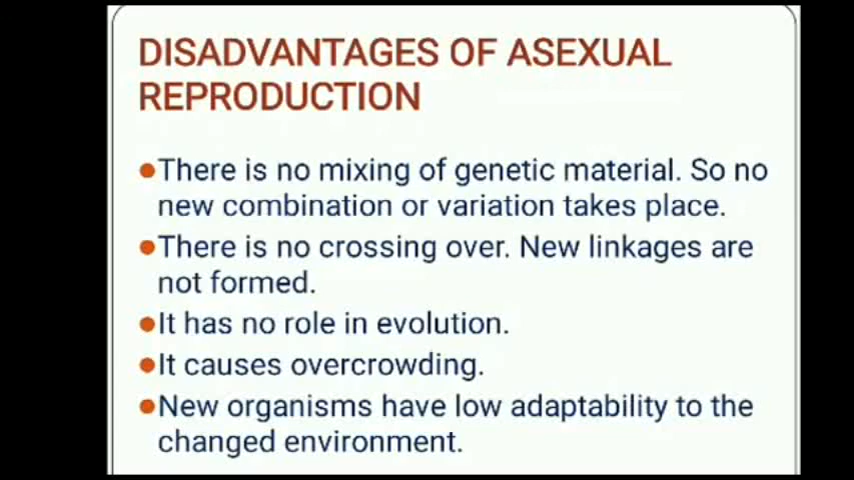 DISADVANTAGES OF ASEXUAL
REPRODUCTION
●There is no mixing of genetic material. So no
new combination or variation takes place.
●There is no crossing over. New linkages are
not formed.
●It has no role in evolution.
●It causes overcrowding.
●New organisms have low adaptability to the
changed environment.